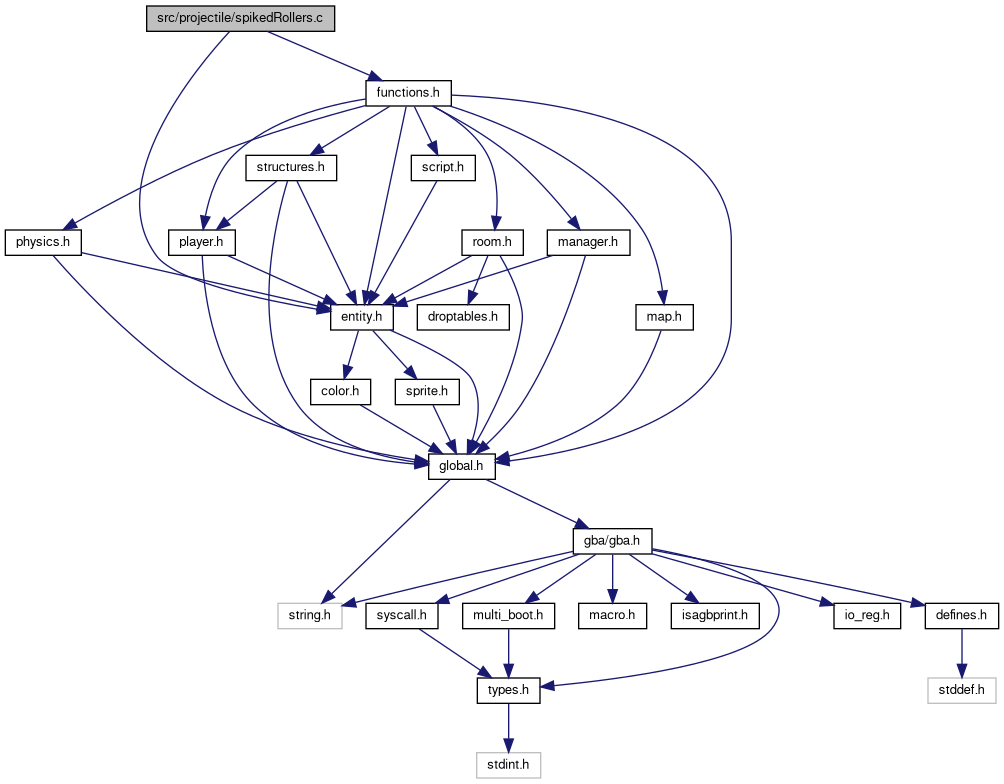 src/projectile/spikedRollers.c
functions.h
structures.h
script.h
physics.h
player.h
room.h
manager.h
entity.h
droptables.h
map.h
color.h
sprite.h
global.h
gba/gba.h
string.h
syscall.h
multi_boot.h
macro.h
isagbprint.h
io_reg.h
defines.h
types.h
stddef.h
stdint.h